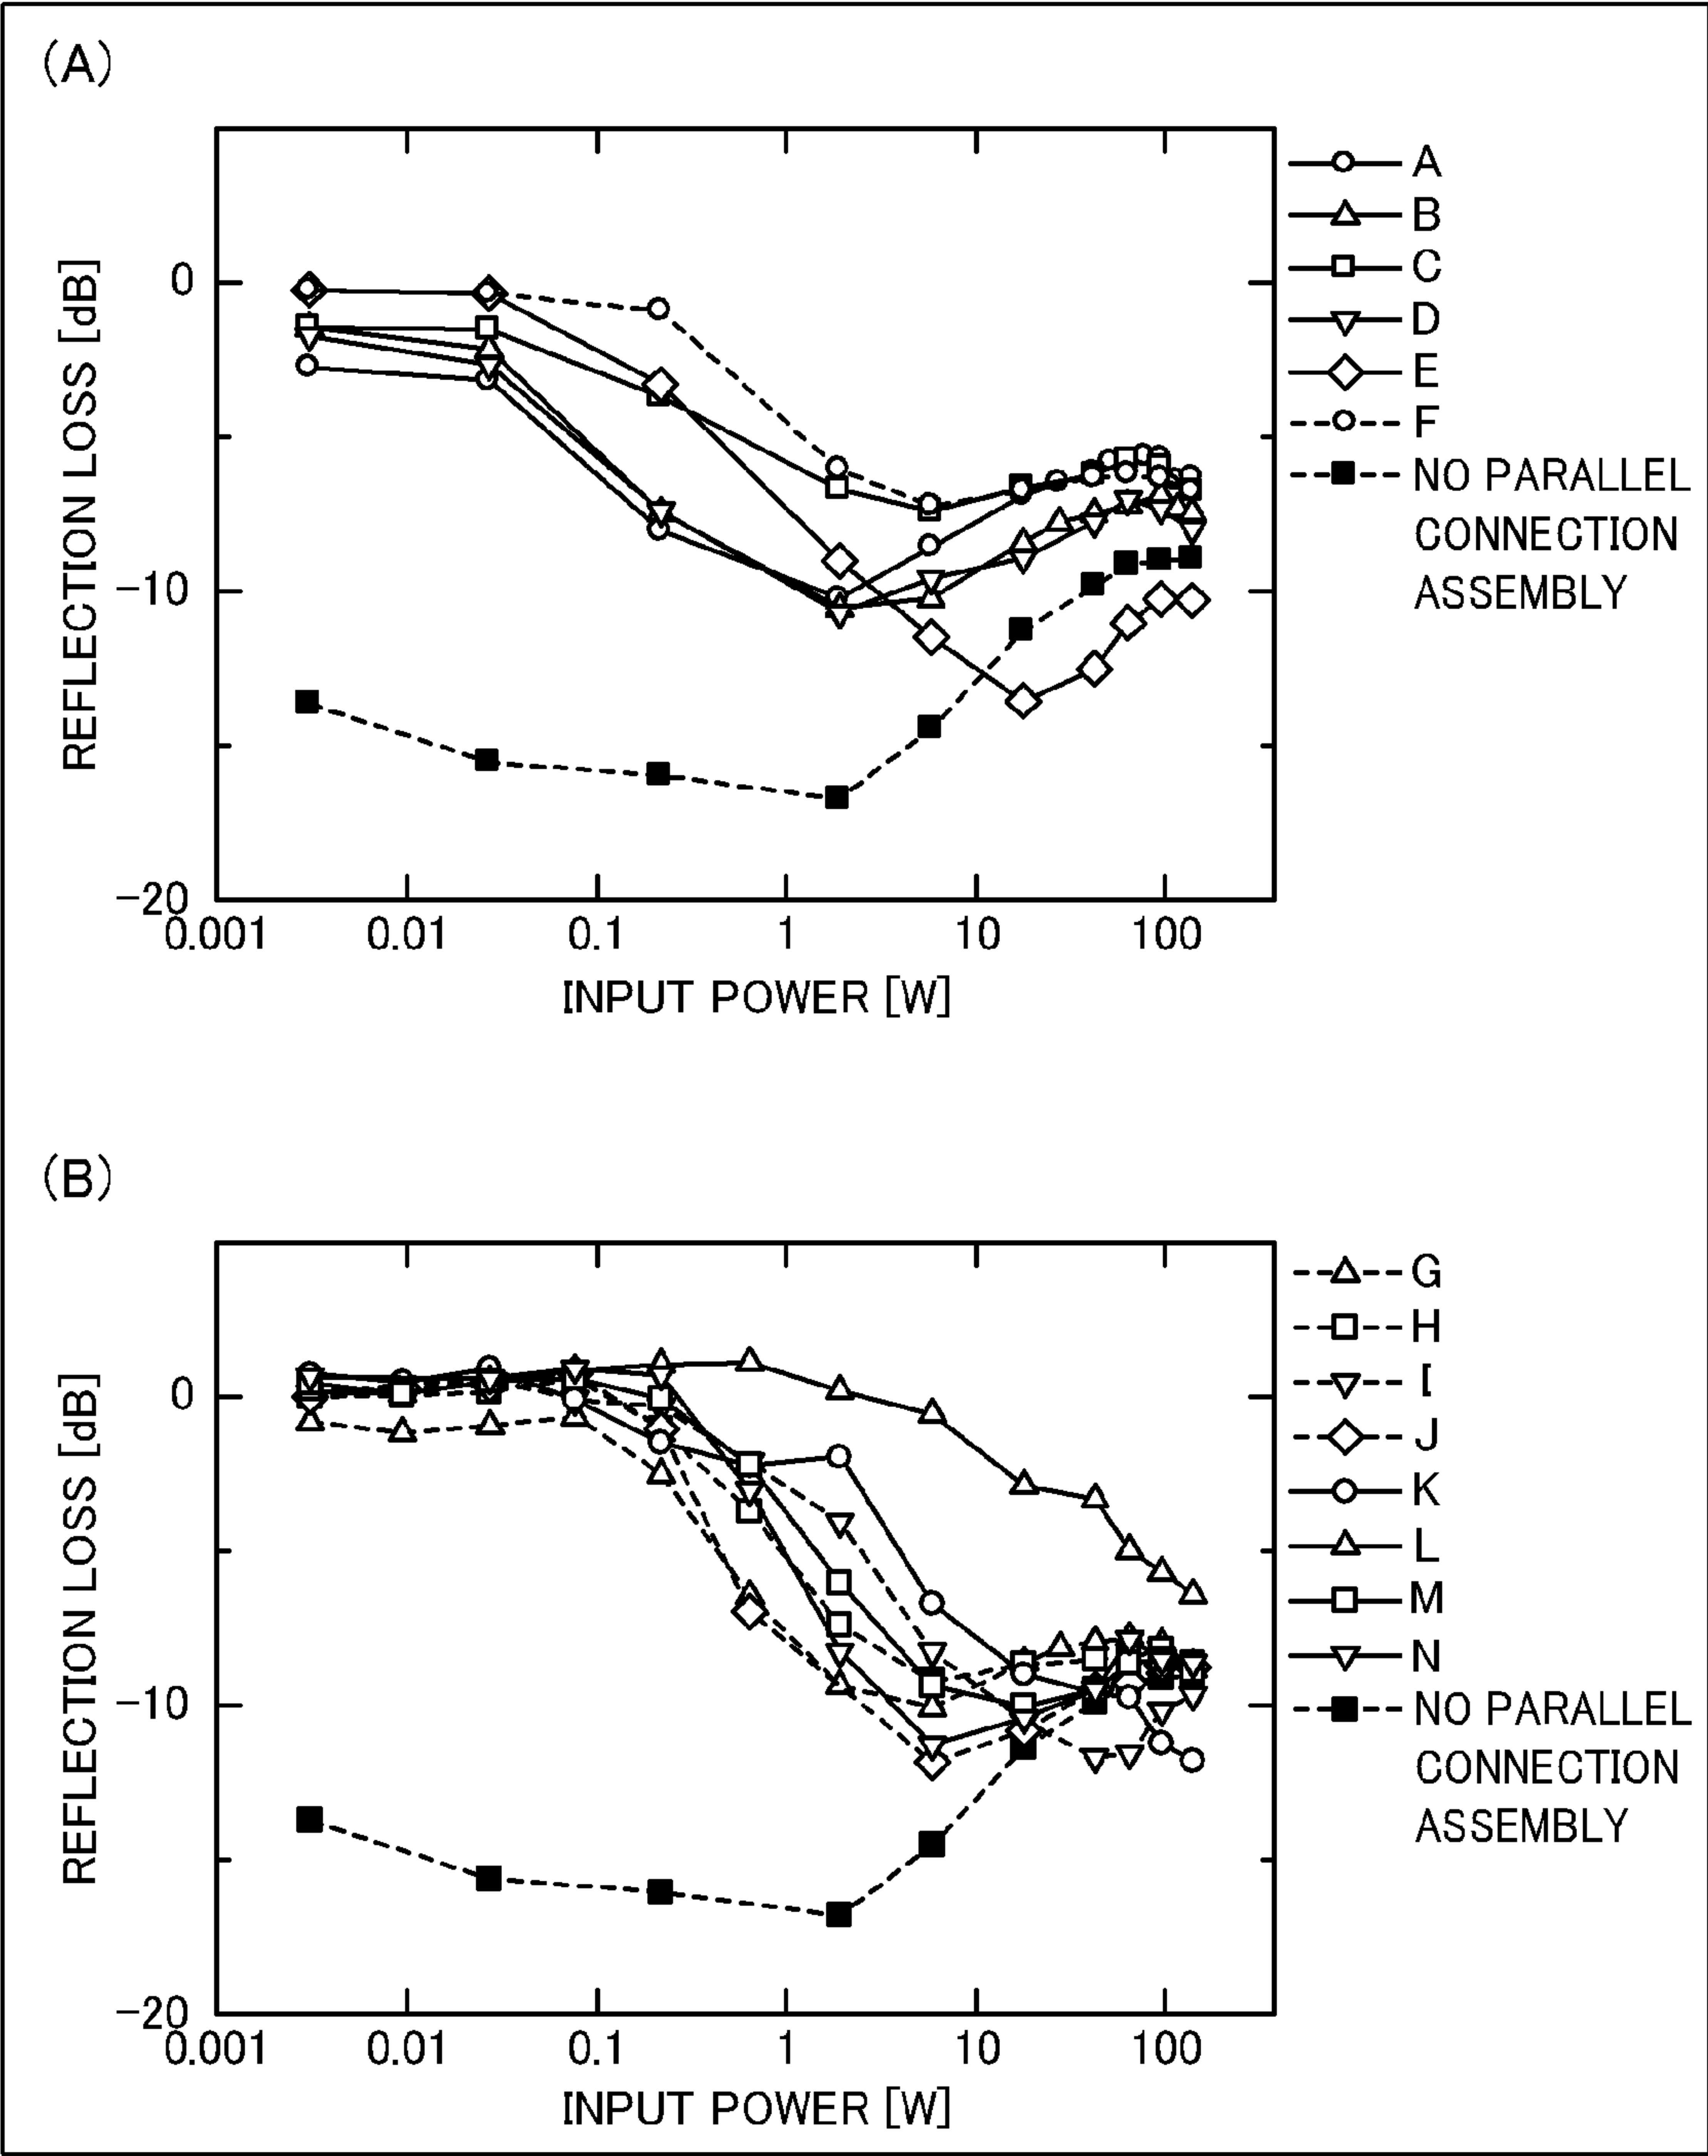 (A)
REFLECTION LOSS [dB]
0
−10
−20
0.001 0.01 0.1 1 10 100
INPUT POWER [W]
A
B
C
D
E
F
NO PARALLEL
CONNECTION
ASSEMBLY
(B)
REFLECTION LOSS [dB]
0
−10
−20
0.001 0.01 0.1 1 10 100
INPUT POWER [W]
G
H
I
J
K
L
M
N
NO PARALLEL
CONNECTION
ASSEMBLY